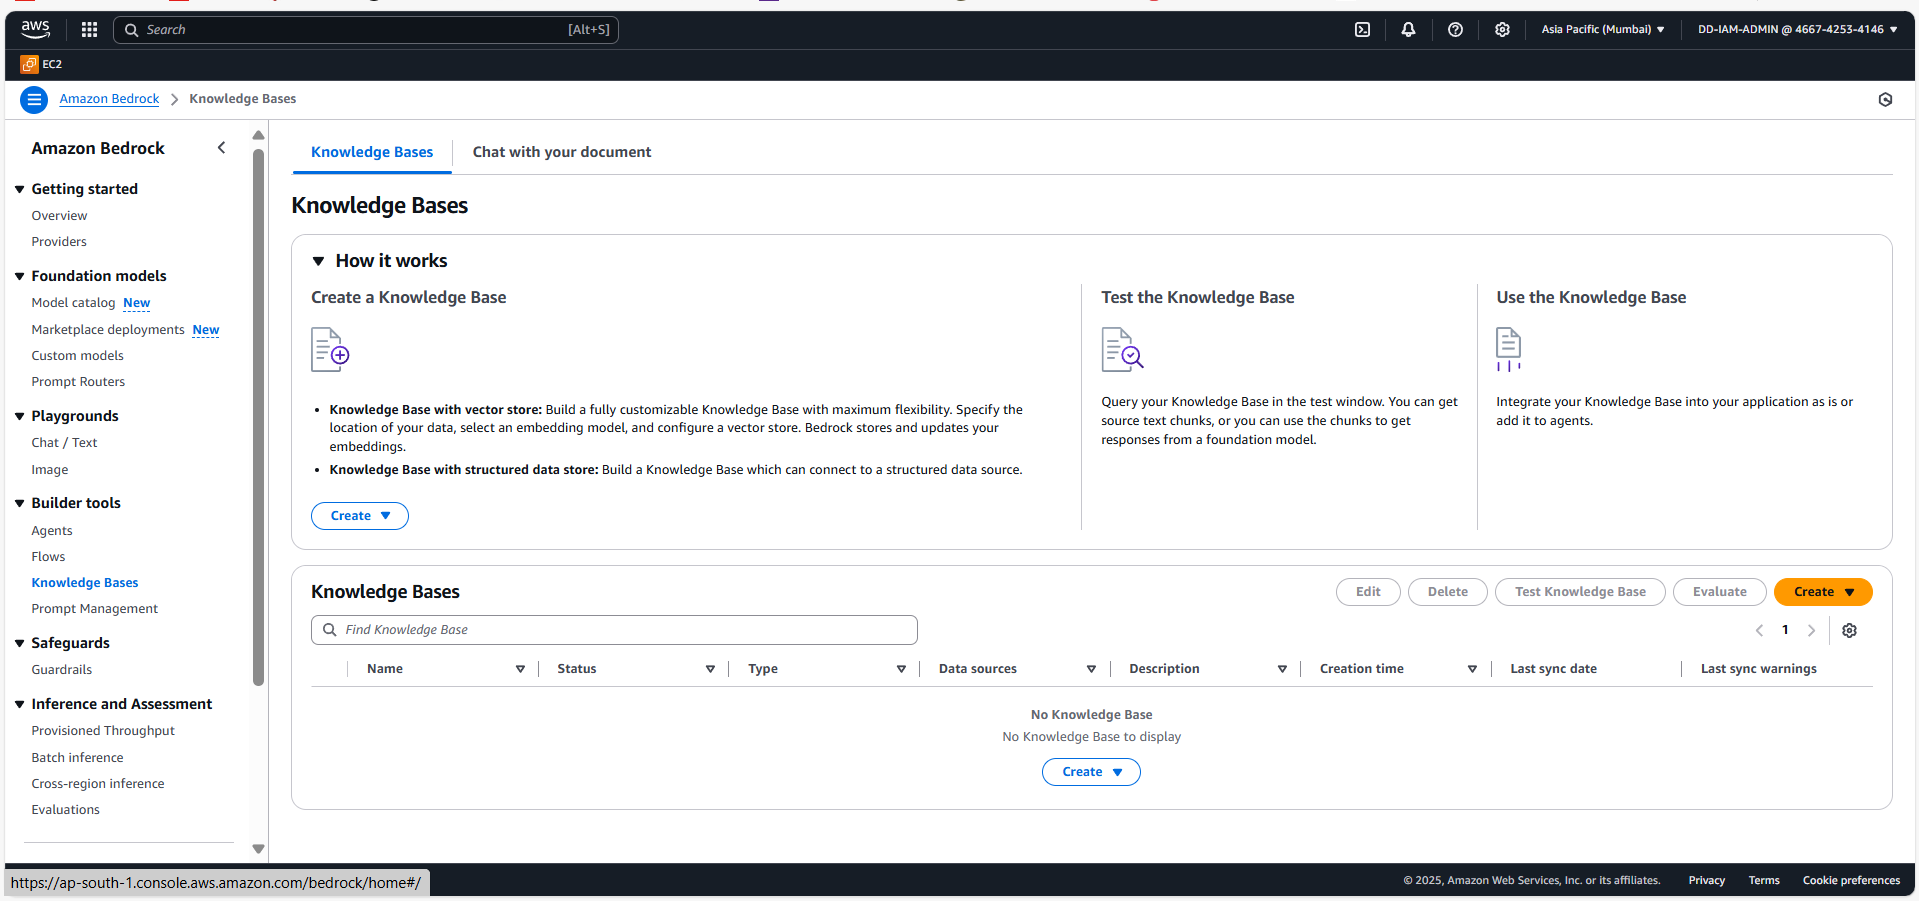 aws
Search
[Alt+S]
Asia Pacific (Mumbai)
DD-IAM-ADMIN @ 4667-4253-4146
EC2
Amazon Bedrock
Knowledge Bases
Amazon Bedrock
Getting started
Overview
Providers
Foundation models
Model catalog New
Marketplace deployments New
Custom models
Prompt Routers
Playgrounds
Chat / Text
Image
Builder tools
Agents
Flows
Knowledge Bases
Prompt Management
Safeguards
Guardrails
Inference and Assessment
Provisioned Throughput
Batch inference
Cross-region inference
Evaluations
Knowledge Bases
Chat with your document
Knowledge Bases
How it works
Create a Knowledge Base
• Knowledge Base with vector store: Build a fully customizable Knowledge Base with maximum flexibility. Specify the
location of your data, select an embedding model, and configure a vector store. Bedrock stores and updates your
embeddings.
• Knowledge Base with structured data store: Build a Knowledge Base which can connect to a structured data source.
Create
Test the Knowledge Base
Query your Knowledge Base in the test window. You can get
source text chunks, or you can use the chunks to get
responses from a foundation model.
Use the Knowledge Base
Integrate your Knowledge Base into your application as is or
add it to agents.
Knowledge Bases
Edit
Delete
Test Knowledge Base
Evaluate
Create
Find Knowledge Base
1
Name
Status
Type
Data sources
Description
Creation time
Last sync date
Last sync warnings
No Knowledge Base
No Knowledge Base to display
Create
https://ap-south-1.console.aws.amazon.com/bedrock/home#/
© 2025, Amazon Web Services, Inc. or its affiliates.
Privacy
Terms
Cookie preferences